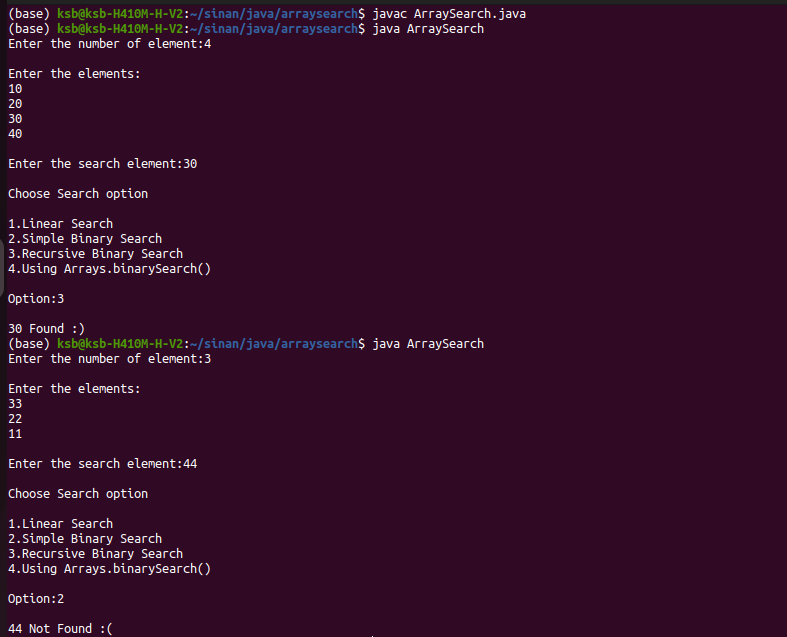 (base) ksb@ksb-H410M-H-V2:~/sinan/java/arraysearch$ javac ArraySearch.java
(base) ksb@ksb-H410M-H-V2:~/sinan/java/arraysearch$ java ArraySearch
Enter the number of element:4
Enter the elements:
10
20
30
40
Enter the search element:30
Choose Search option
1.Linear Search
2.Simple Binary Search
3.Recursive Binary Search
4.Using Arrays.binarySearch()
Option:3
30 Found :)
(base) ksb@ksb-H410M-H-V2:~/sinan/java/arraysearch$ java ArraySearch
Enter the number of element:3
Enter the elements:
33
22
11
Enter the search element:44
Choose Search option
1.Linear Search
2.Simple Binary Search
3.Recursive Binary Search
4.Using Arrays.binarySearch()
Option:2
44 Not Found :(